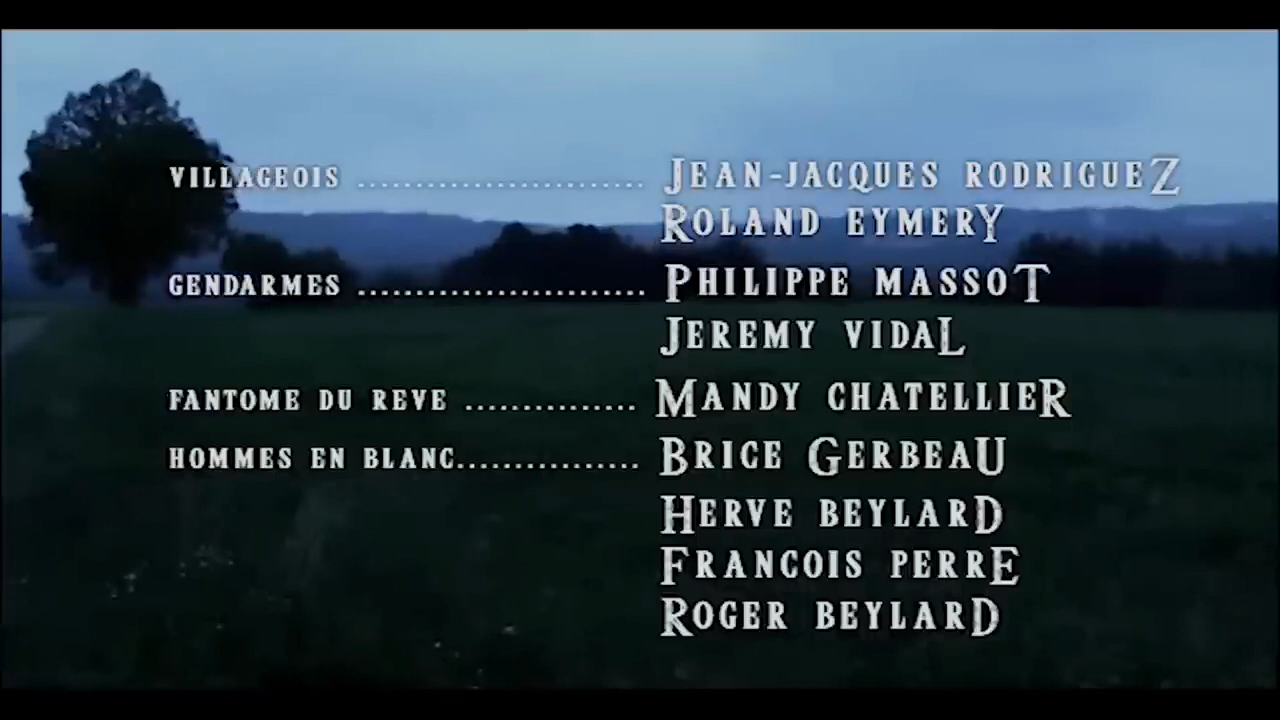 VILLAGEOIS ......................... JEAN-JACQUES RODRIGUEZ
ROLAND EYMERY
GENDARMES ......................... PHILIPPE MASSOT
JEREMY VIDAL
FANTOME DU REVE ............... MANDY CHATELLIER
HOMMES EN BLANC................ BRICE GERBEAU
HERVE BEYLARD
FRANCOIS PERRE
ROGER BEYLARD